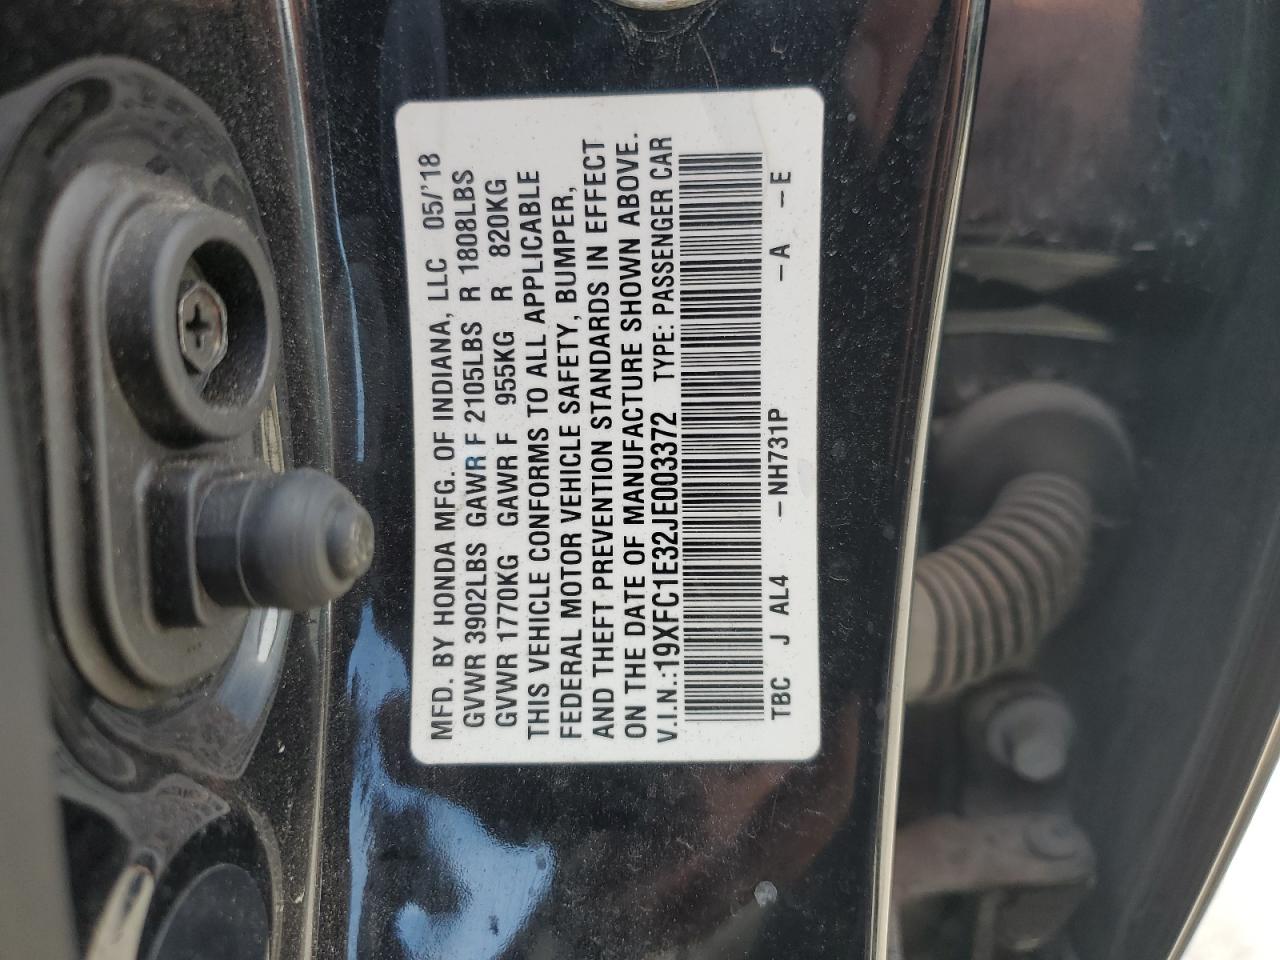 MFD. BY HONDA MFG. OF INDIANA, LLC 05/'18
GVWR 3902LBS GAWR F 2105LBS R 1808LBS
GVWR 1770KG GAWR F 955KG R 820KG
THIS VEHICLE CONFORMS TO ALL APPLICABLE
FEDERAL MOTOR VEHICLE SAFETY, BUMPER,
AND THEFT PREVENTION STANDARDS IN EFFECT
ON THE DATE OF MANUFACTURE SHOWN ABOVE.
V.I.N.:19XFC1E32JE003372 TYPE: PASSENGER CAR
TBC J AL4 -NH731P -A -E